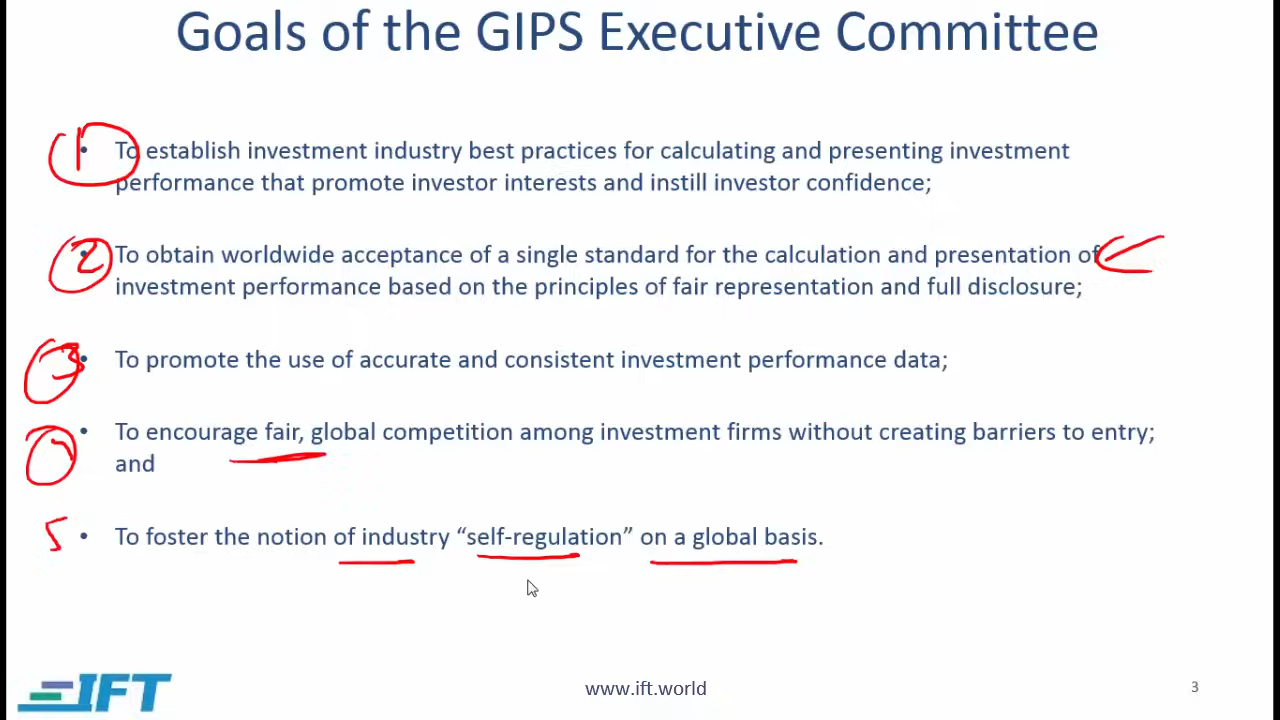 Goals of the GIPS Executive Committee
1
• To establish investment industry best practices for calculating and presenting investment
performance that promote investor interests and instill investor confidence;
2
• To obtain worldwide acceptance of a single standard for the calculation and presentation of
investment performance based on the principles of fair representation and full disclosure;
3
• To promote the use of accurate and consistent investment performance data;
• To encourage fair, global competition among investment firms without creating barriers to entry;
and
5
• To foster the notion of industry “self-regulation” on a global basis.
IFT
www.ift.world
3